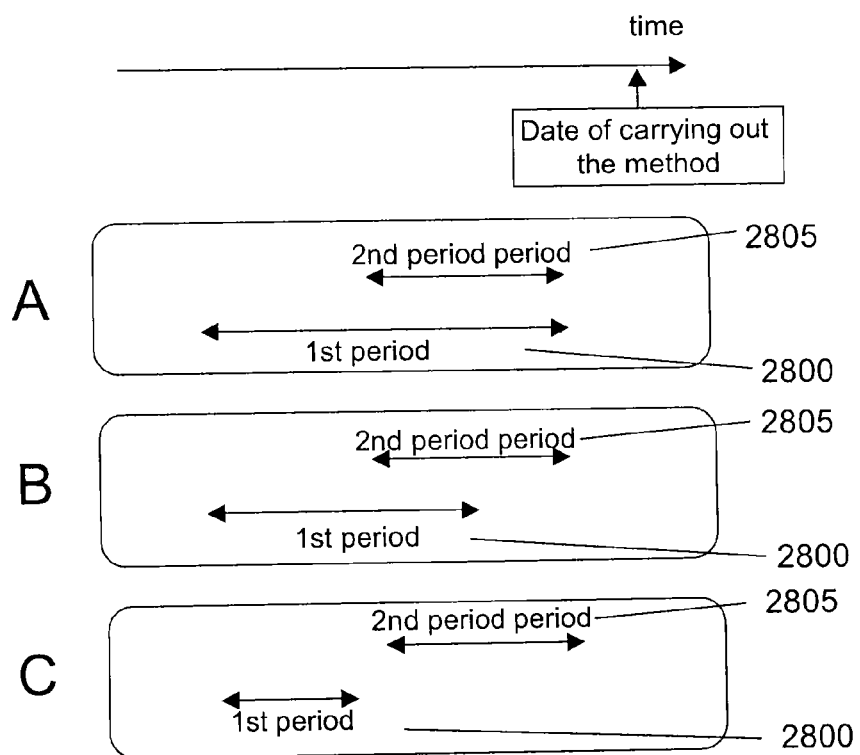 time
Date of carrying out
the method
A
2nd period period
2805
1st period
2800
B
2nd period period
2805
1st period
2800
C
2nd period period
2805
1st period
2800